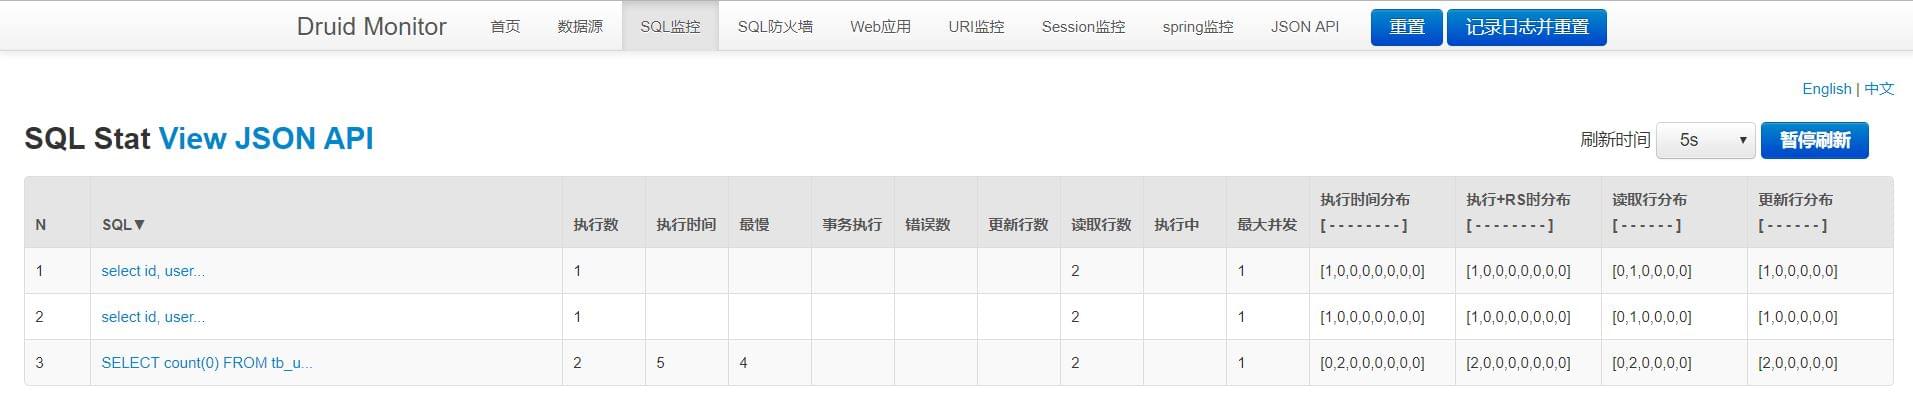 Druid Monitor 首页 数据源 SQL监控 SQL防火墙 Web应用 URI监控 Session监控 spring监控 JSON API 重置 记录日志并重置
English | 中文
SQL Stat View JSON API 刷新时间 5s 暂停刷新
N SQL▼ 执行数 执行时间 最慢 事务执行 错误数 更新行数 读取行数 执行中 最大并发 执行时间分布 [ - - - - - - - - ] 执行+RS时分布 [ - - - - - - - - ] 读取行分布 [ - - - - - - ] 更新行分布 [ - - - - - - ]
1 select id, user... 1 2 1 [1,0,0,0,0,0,0,0] [1,0,0,0,0,0,0,0] [0,1,0,0,0,0] [1,0,0,0,0,0]
2 select id, user... 1 2 1 [1,0,0,0,0,0,0,0] [1,0,0,0,0,0,0,0] [0,1,0,0,0,0] [1,0,0,0,0,0]
3 SELECT count(0) FROM tb_u... 2 5 4 2 1 [0,2,0,0,0,0,0,0] [2,0,0,0,0,0,0,0] [0,2,0,0,0,0] [2,0,0,0,0,0]